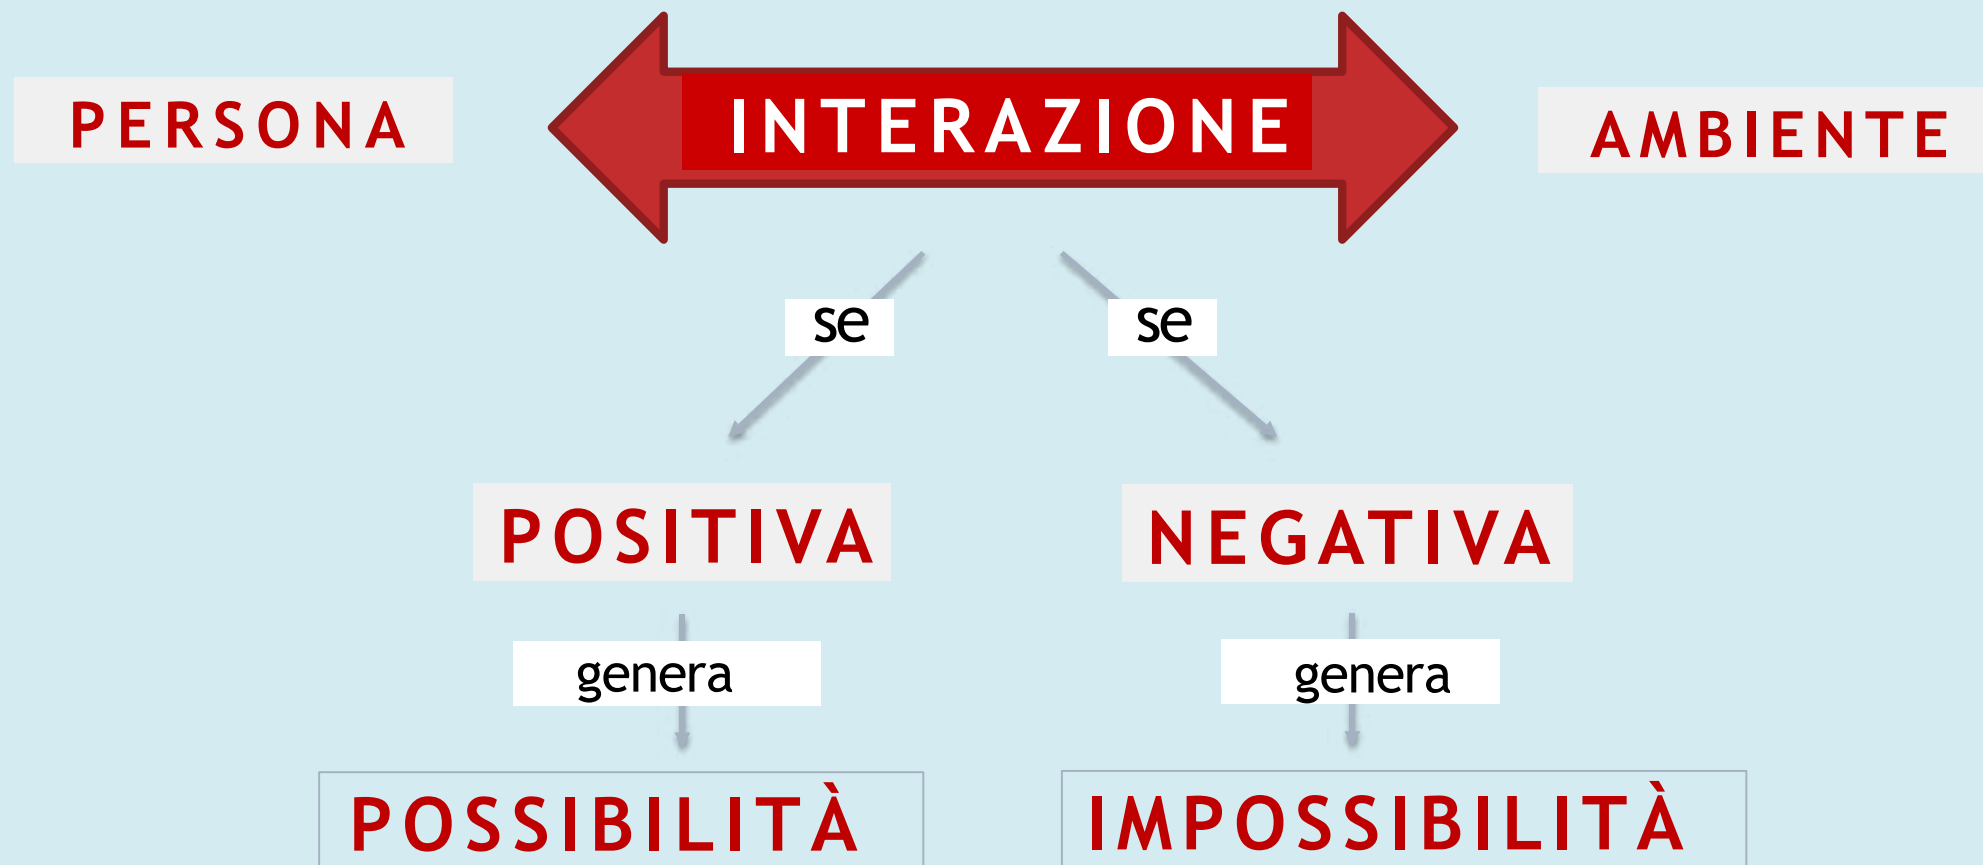 PERSONA
INTERAZIONE
AMBIENTE
se
se
POSITIVA
NEGATIVA
genera
genera
POSSIBILITÀ
IMPOSSIBILITÀ